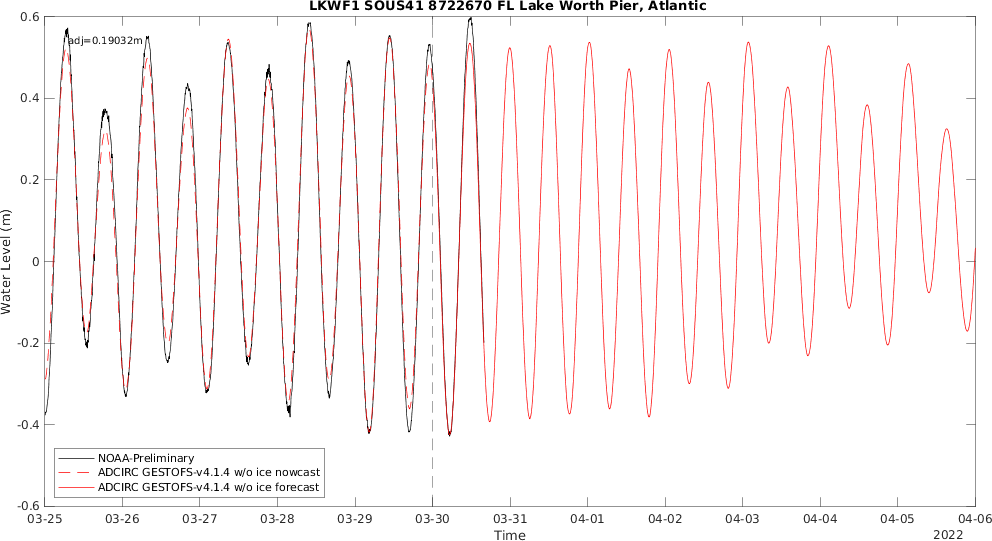 LKWF1 SOUS41 8722670 FL Lake Worth Pier, Atlantic
adj=0.19032m
0.6
0.4
0.2
0
-0.2
-0.4
-0.6
Water Level (m)
NOAA-Preliminary
ADCIRC GESTOFS-v4.1.4 w/o ice nowcast
ADCIRC GESTOFS-v4.1.4 w/o ice forecast
03-25 03-26 03-27 03-28 03-29 03-30 03-31 04-01 04-02 04-03 04-04 04-05 04-06
Time
2022